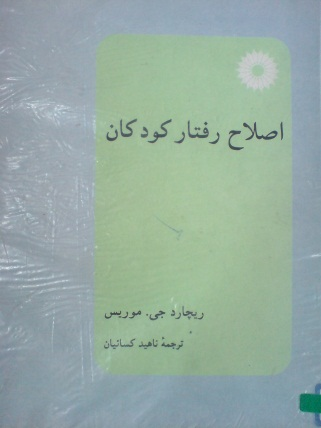 اصلاح رفتار کودکان
ریچارد جی. موریس
ترجمهٔ ناهید کسائیان